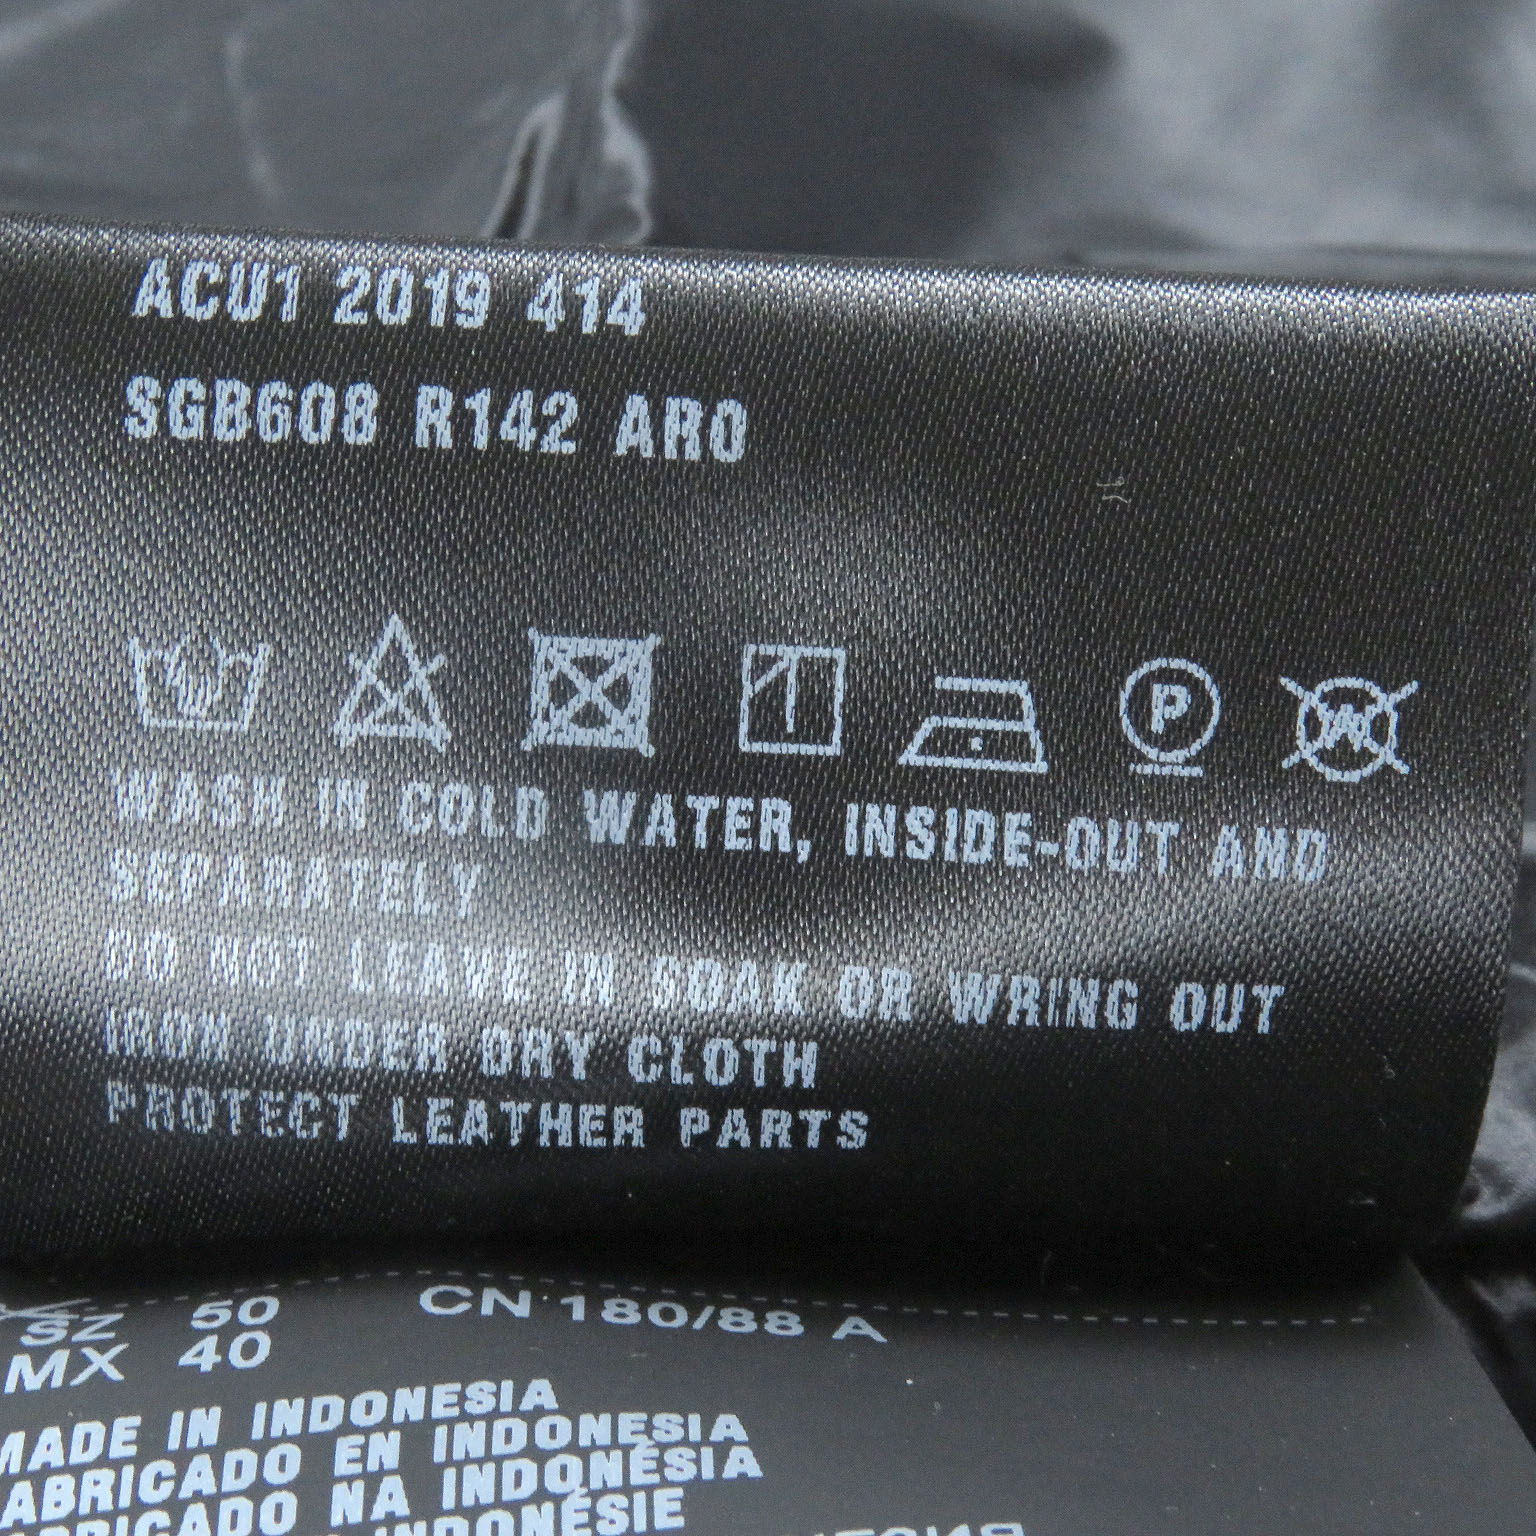 ACU1 2019 414
SGB608 R142 ARO
P
W
WASH IN COLD WATER, INSIDE-OUT AND
SEPARATELY
DO NOT LEAVE IN SOAK OR WRING OUT
IRON UNDER DRY CLOTH
PROTECT LEATHER PARTS
SZ 50 CN 180/88 A
MX 40
MADE IN INDONESIA
FABRICADO EN INDONESIA
FABRICADO NA INDONÉSIA
INDONÉSIE